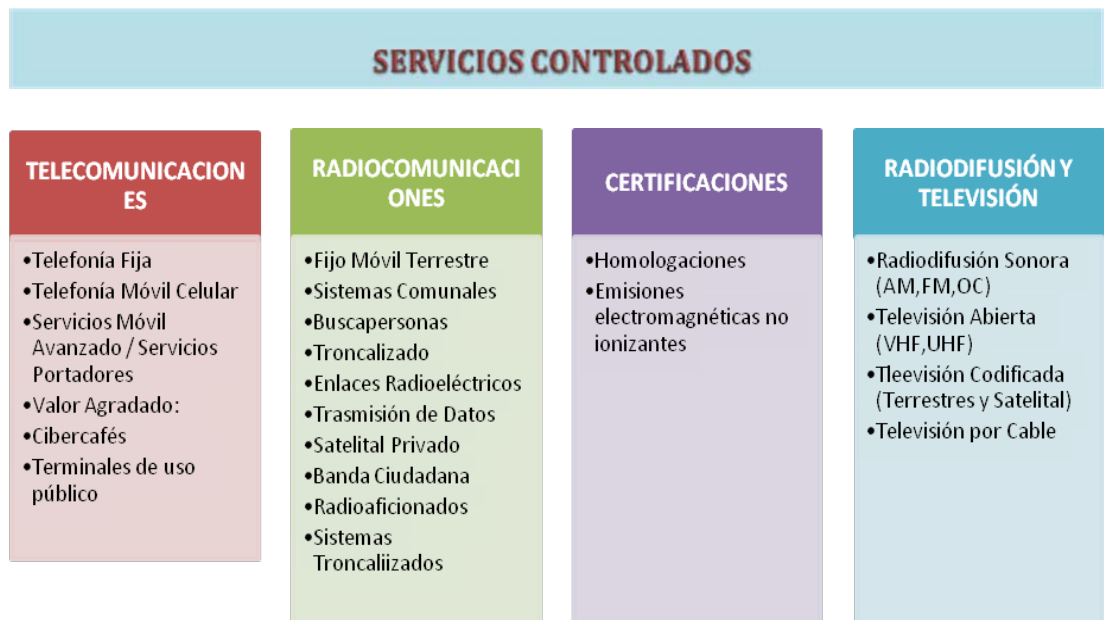 SERVICIOS CONTROLADOS
TELECOMUNICACION
ES
•Telefonía Fija
•Telefonía Móvil Celular
•Servicios Móvil
Avanzado / Servicios
Portadores
•Valor Agradado:
•Cibercafés
•Terminales de uso
público
RADIOCOMUNICACI
ONES
•Fijo Móvil Terrestre
•Sistemas Comunales
•Buscapersonas
•Troncalizado
•Enlaces Radioeléctricos
•Trasmisión de Datos
•Satelital Privado
•Banda Ciudadana
•Radioaficionados
•Sistemas
Troncaliizados
CERTIFICACIONES
•Homologaciones
•Emisiones
electromagnéticas no
ionizantes
RADIODIFUSIÓN Y
TELEVISIÓN
•Radiodifusión Sonora
(AM,FM,OC)
•Televisión Abierta
(VHF,UHF)
•Tleevisión Codificada
(Terrestres y Satelital)
•Televisión por Cable